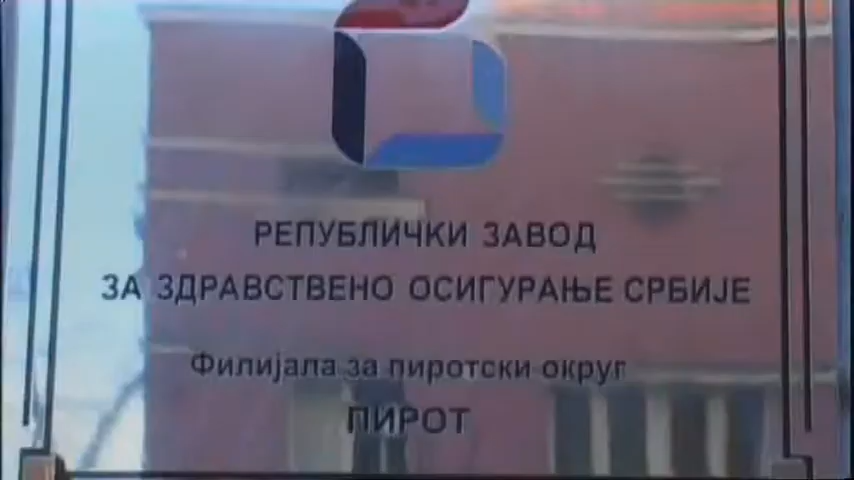 РЕПУБЛИЧКИ ЗАВОД
ЗА ЗДРАВСТВЕНО ОСИГУРАЊЕ СРБИЈЕ
Филијала за пиротски округ
ПИРОТ